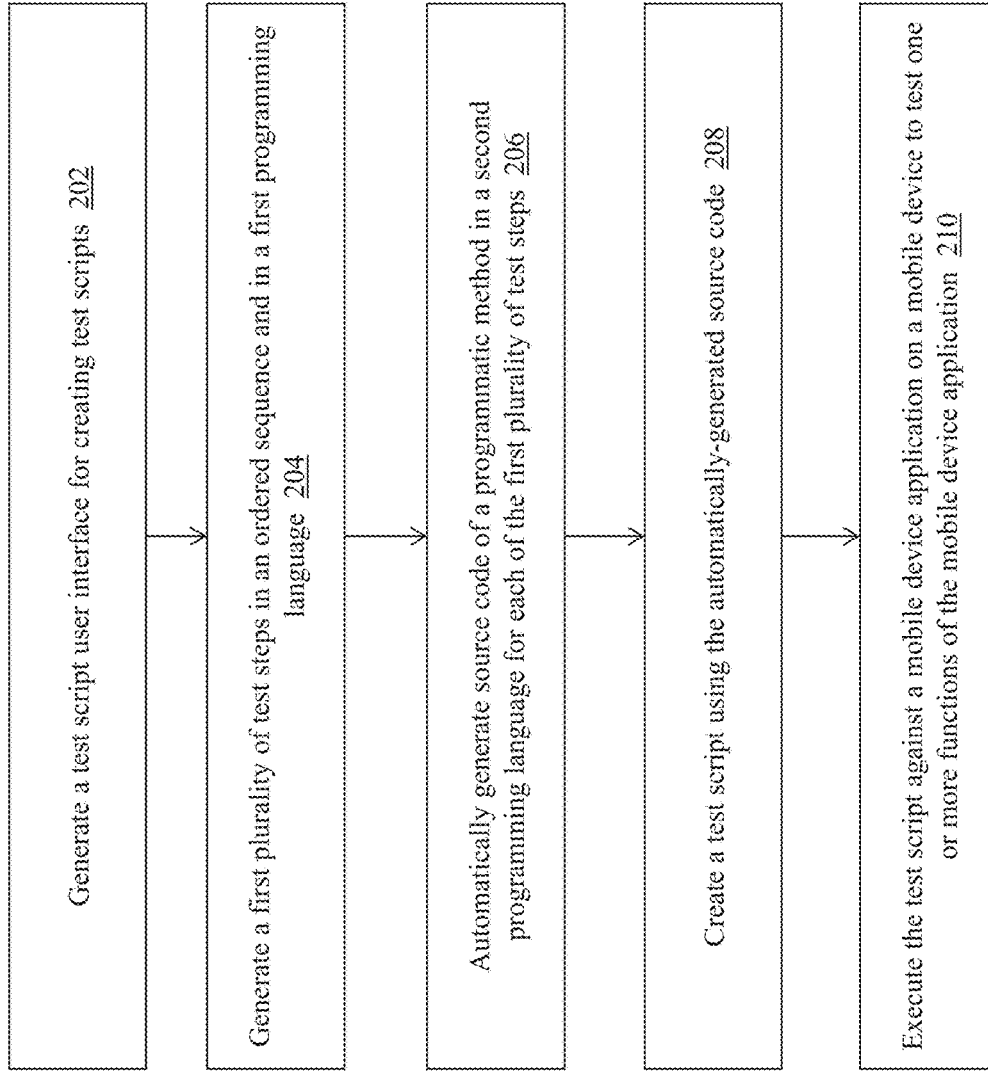 Generate a test script user interface for creating test scripts 202
Generate a first plurality of test steps in an ordered sequence and in a first programming
language 204
Automatically generate source code of a programmatic method in a second
programming language for each of the first plurality of test steps 206
Create a test script using the automatically-generated source code 208
Execute the test script against a mobile device application on a mobile device to test one
or more functions of the mobile device application 210